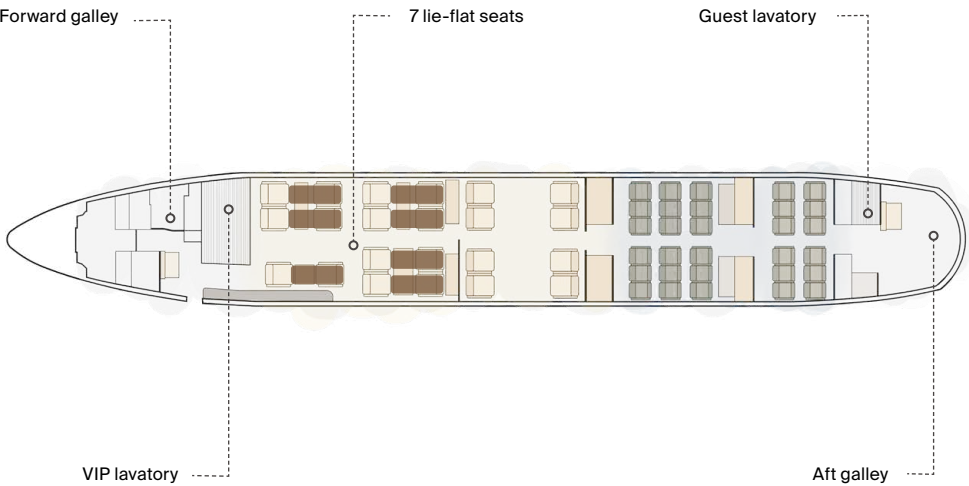 Forward galley
7 lie-flat seats
Guest lavatory
VIP lavatory
Aft galley